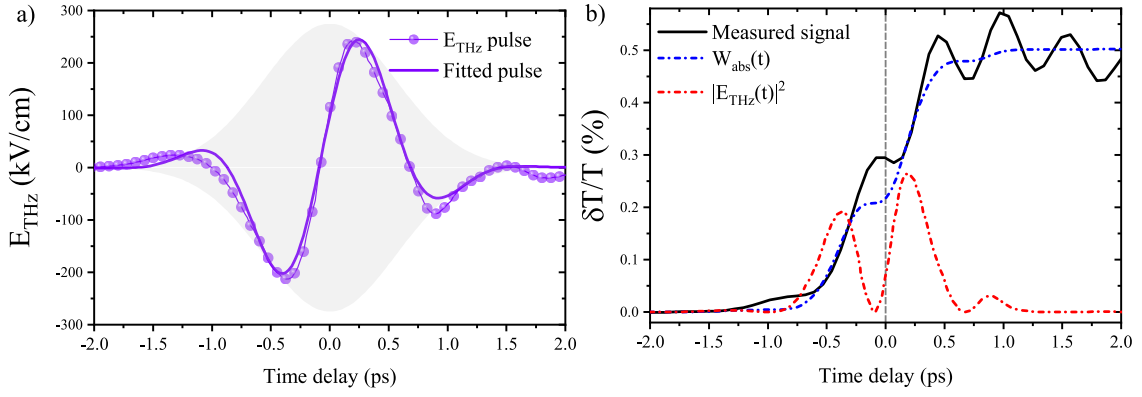 a)
E_THz (kV/cm)
300
200
100
0
-100
-200
-300
E_THz pulse
Fitted pulse
-2.0 -1.5 -1.0 -0.5 0.0 0.5 1.0 1.5 2.0
Time delay (ps)
b)
δT/T (%)
0.5
0.4
0.3
0.2
0.1
0.0
Measured signal
W_abs(t)
|E_THz(t)|²
-2.0 -1.5 -1.0 -0.5 0.0 0.5 1.0 1.5 2.0
Time delay (ps)